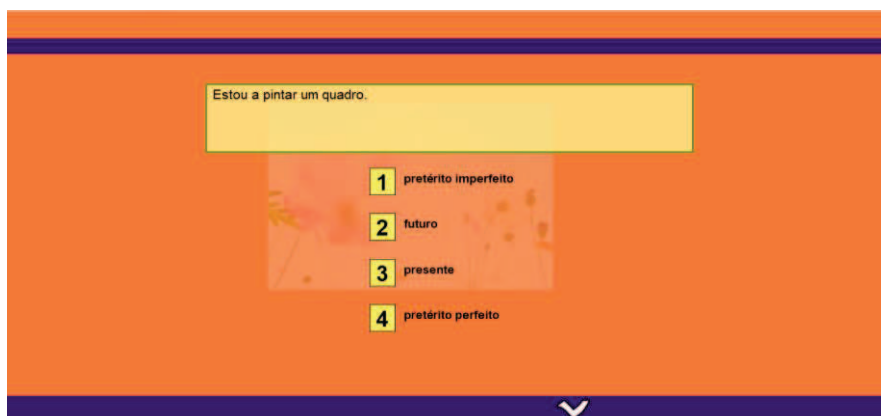 Estou a pintar um quadro.
1 pretérito imperfeito
2 futuro
3 presente
4 pretérito perfeito